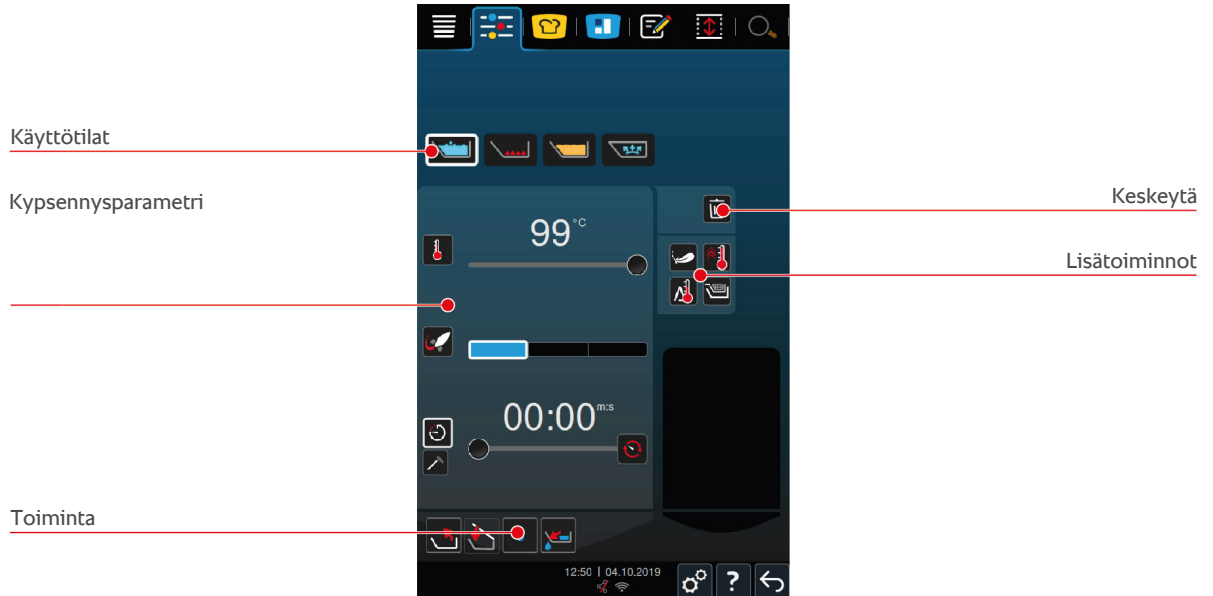 Käyttötilat
Kypsennysparametri
Toiminta
99 °C
00:00 m:s
12:50 | 04.10.2019
?
Keskeytä
Lisätoiminnot